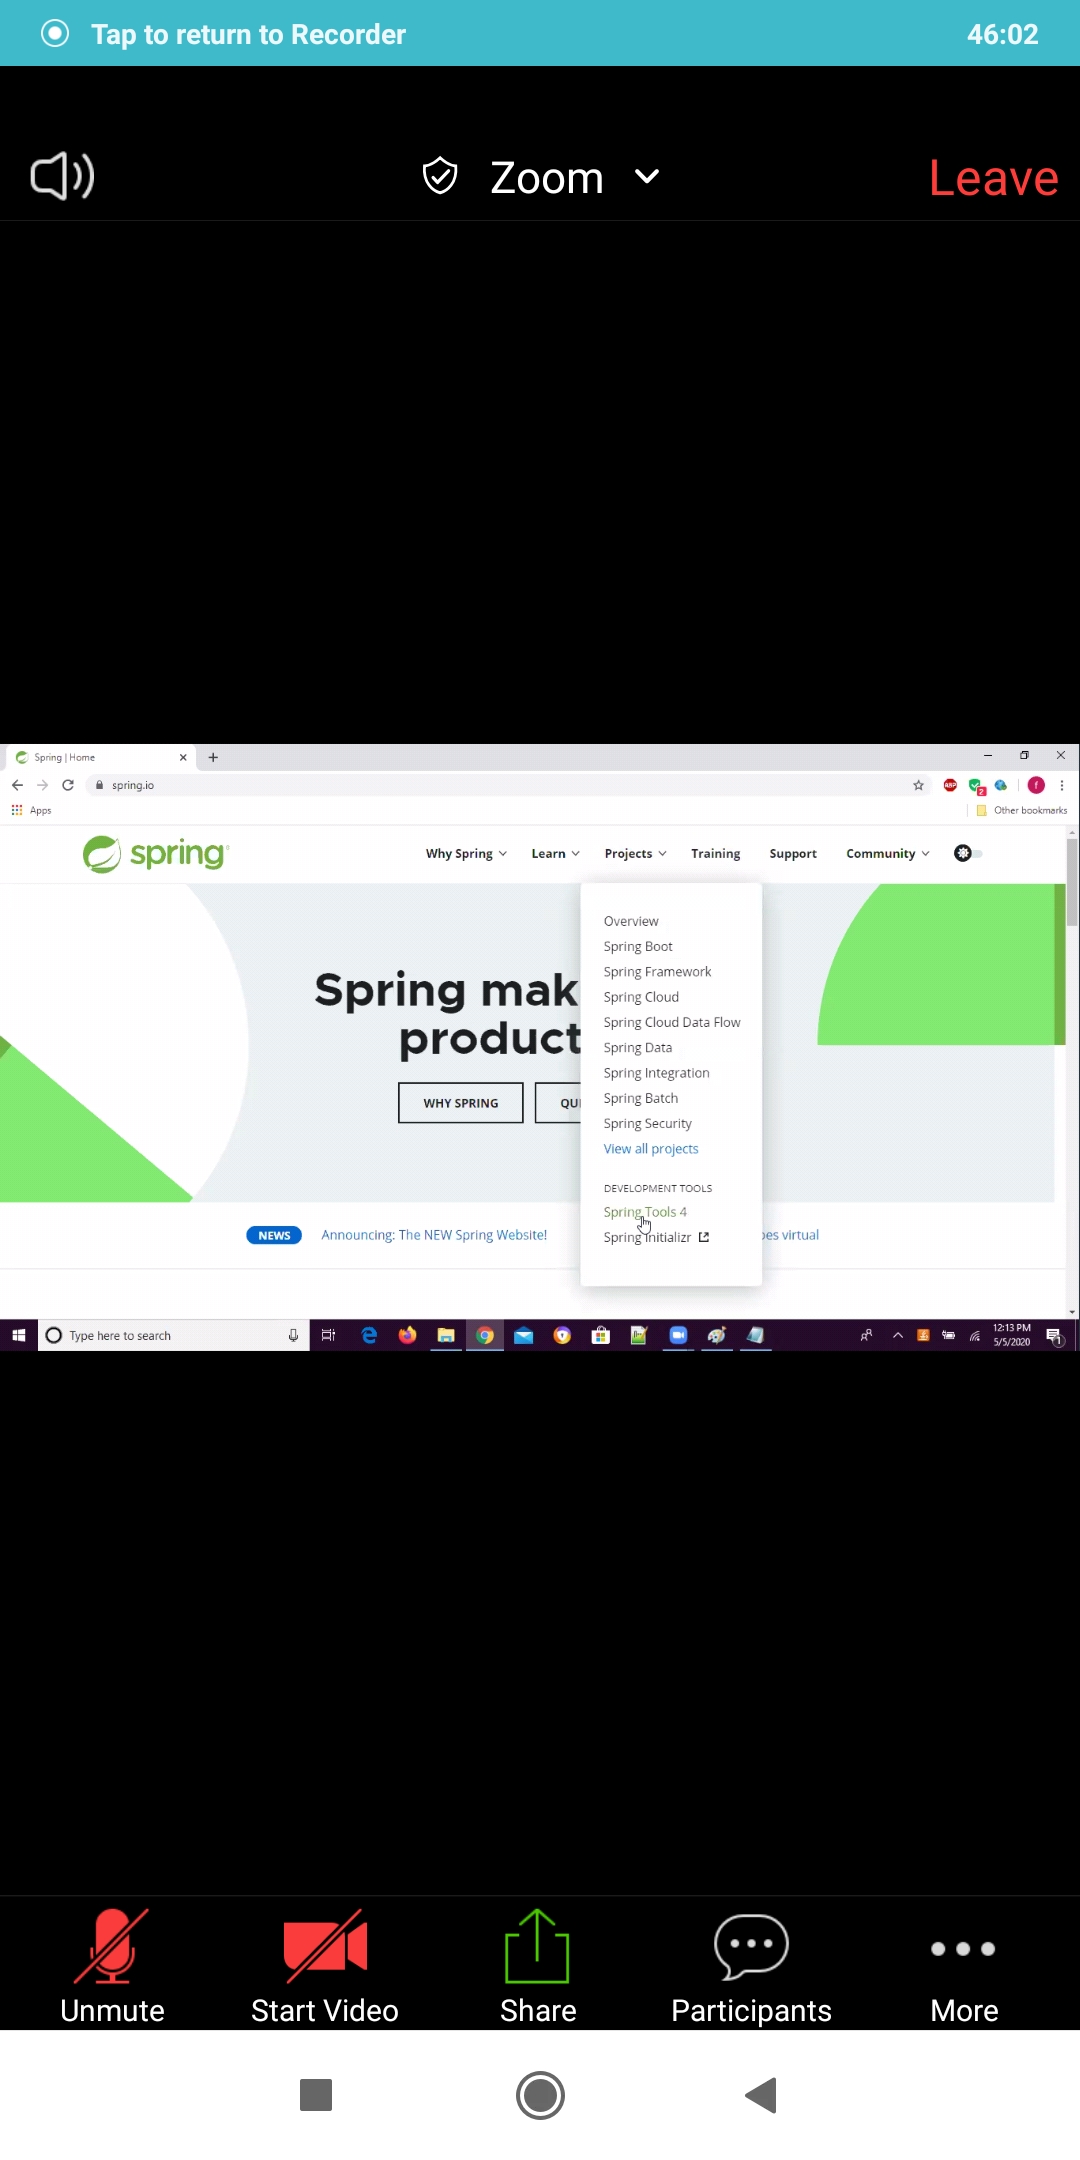 Tap to return to Recorder 46:02
Zoom Leave
Spring | Home
spring.io
ABP 2 f
Apps Other bookmarks
spring Why Spring Learn Projects Training Support Community
Overview
Spring Boot
Spring Framework
Spring Cloud
Spring Cloud Data Flow
Spring Data
Spring Integration
Spring Batch
Spring Security
View all projects
DEVELOPMENT TOOLS
Spring Tools 4
Spring Initializr
Spring mak
product
WHY SPRING QU
NEWS Announcing: The NEW Spring Website! oes virtual
Type here to search 12:13 PM
5/5/2020 1
Unmute Start Video Share Participants More